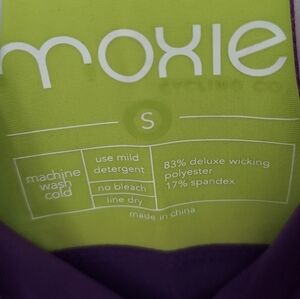 moxie
S
machine
wash
cold
use mild
detergent
no bleach
line dry
83% deluxe wicking
polyester
17% spandex
made in china